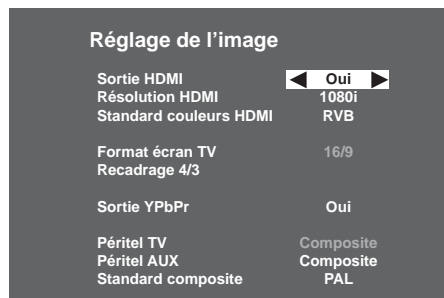 Réglage de l'image
Sortie HDMI Oui
Résolution HDMI 1080i
Standard couleurs HDMI RVB
Format écran TV 16/9
Recadrage 4/3
Sortie YPbPr Oui
Péritel TV Composite
Péritel AUX Composite
Standard composite PAL